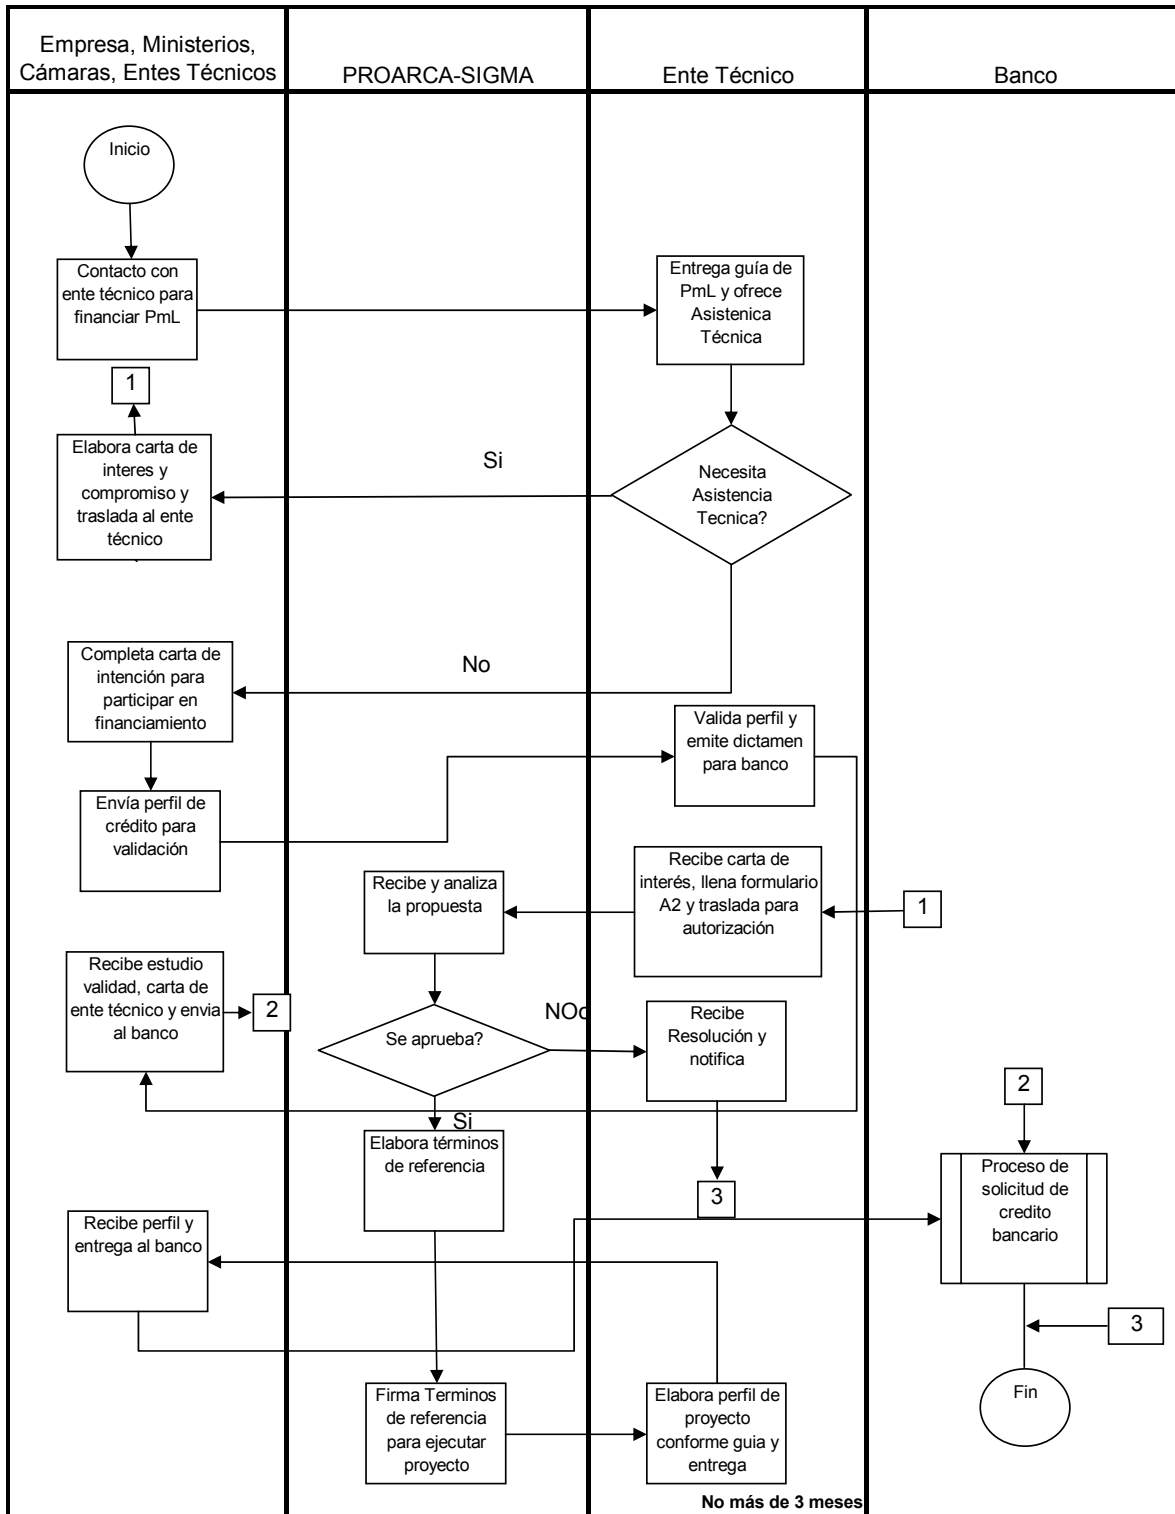 Empresa, Ministerios,
Cámaras, Entes Técnicos
PROARCA-SIGMA
Ente Técnico
Banco
Inicio
Contacto con
ente técnico para
financiar PmL
Entrega guía de
PmL y ofrece
Asistenica
Técnica
1
Elabora carta de
interes y
compromiso y
traslada al ente
técnico
Si
Necesita
Asistencia
Tecnica?
Completa carta de
intención para
participar en
financiamiento
No
Valida perfil y
emite dictamen
para banco
Envía perfil de
crédito para
validación
Recibe y analiza
la propuesta
Recibe carta de
interés, llena formulario
A2 y traslada para
autorización
1
Recibe estudio
validad, carta de
ente técnico y envia
al banco
2
Se aprueba?
NOo
Recibe
Resolución y
notifica
2
Si
Elabora términos
de referencia
3
Proceso de
solicitud de
credito
bancario
Recibe perfil y
entrega al banco
3
Firma Terminos
de referencia
para ejecutar
proyecto
Elabora perfil de
proyecto
conforme guia y
entrega
Fin
No más de 3 meses